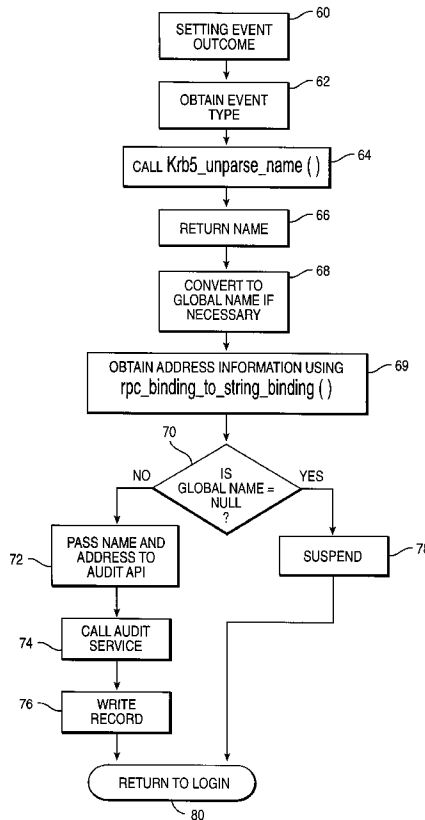 60
SETTING EVENT
OUTCOME
62
OBTAIN EVENT
TYPE
64
CALL Krb5_unparse_name ( )
66
RETURN NAME
68
CONVERT TO
GLOBAL NAME IF
NECESSARY
69
OBTAIN ADDRESS INFORMATION USING
rpc_binding_to_string_binding ( )
70
NO
IS
GLOBAL NAME =
NULL
?
YES
72
PASS NAME AND
ADDRESS TO
AUDIT API
SUSPEND
74
CALL AUDIT
SERVICE
76
WRITE
RECORD
RETURN TO LOGIN
80